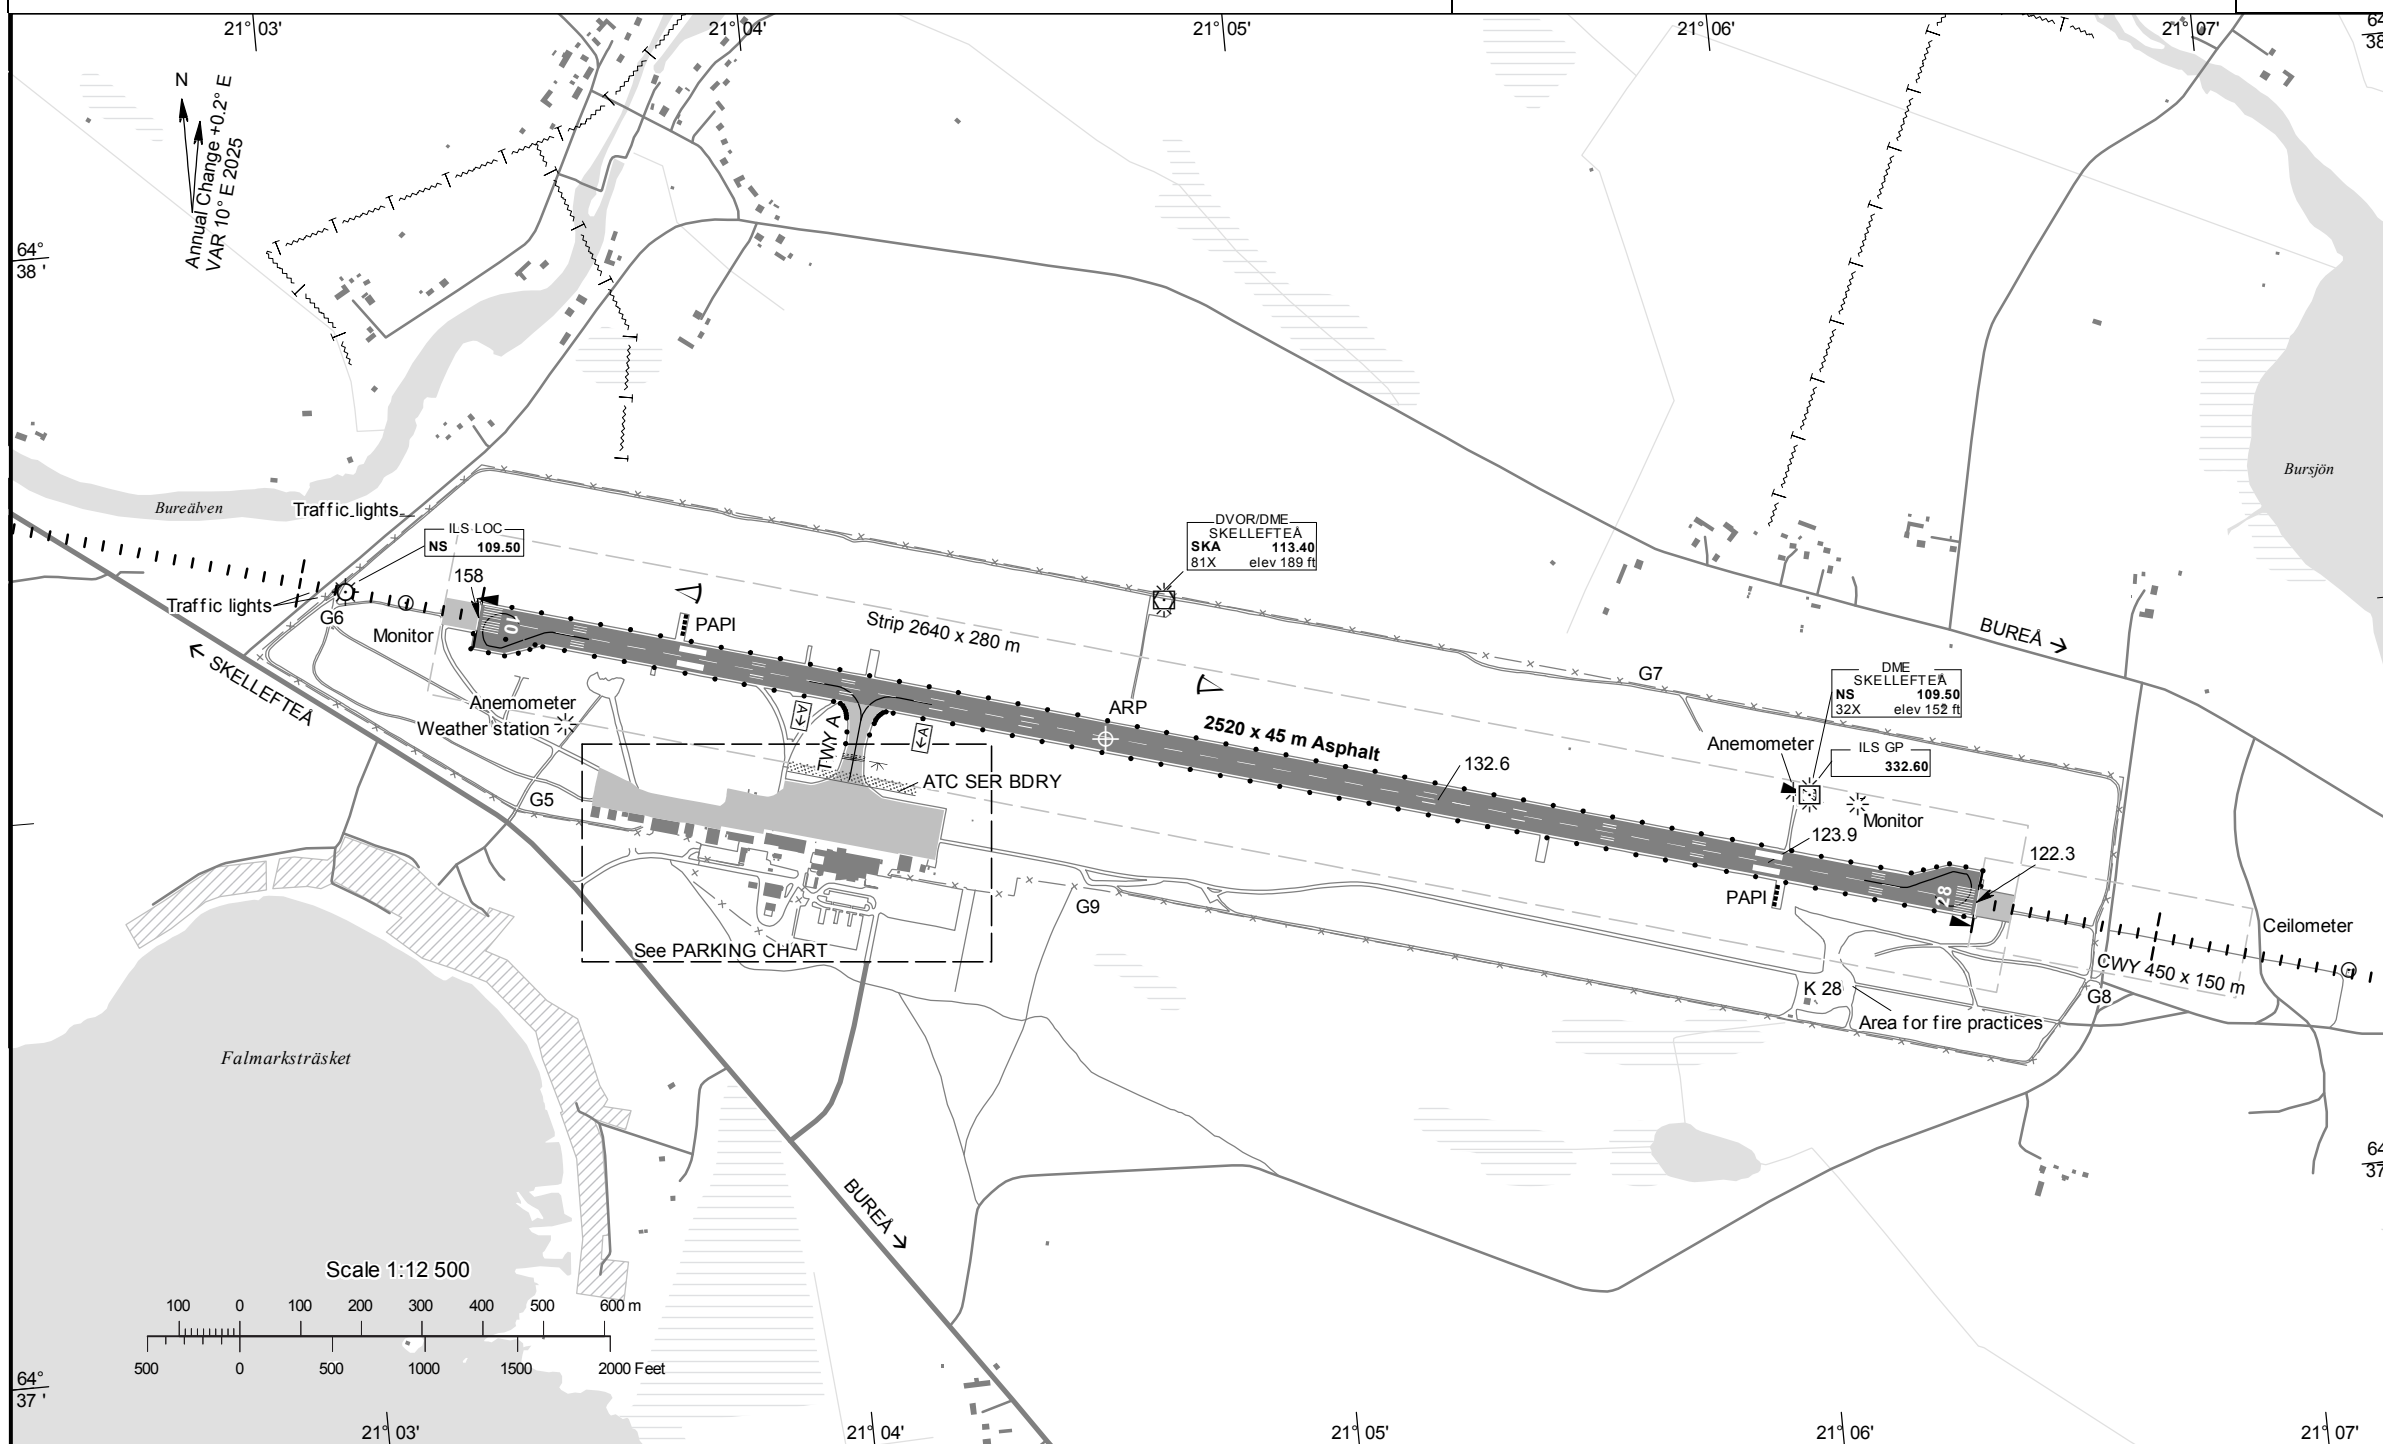 21° 03'
21° 04'
21° 05'
21° 06'
21° 07'
64°
38
N
Annual Change +0.2° E
VAR 10° E 2025
64°
38 '
Bureälven
Traffic lights
ILS LOC
NS 109.50
158
Traffic lights
G6
Monitor
10
PAPI
Strip 2640 x 280 m
DVOR/DME
SKELLEFTEÅ
SKA 113.40
81X elev 189 ft
Bursjön
BUREÅ →
G7
DME
SKELLEFTEÅ
NS 109.50
32X elev 152 ft
← SKELLEFTEÅ
Anemometer
Weather station
A→
TWY A
←A
ARP
2520 x 45 m Asphalt
132.6
Anemometer
ILS GP
332.60
Monitor
ATC SER BDRY
G5
123.9
122.3
PAPI
28
G9
See PARKING CHART
Ceilometer
CWY 450 x 150 m
K 28
G8
Area for fire practices
Falmarksträsket
64
37
BUREÅ →
Scale 1:12 500
100 0 100 200 300 400 500 600 m
500 0 500 1000 1500 2000 Feet
64°
37 '
21° 03'
21° 04'
21° 05'
21° 06'
21° 07'